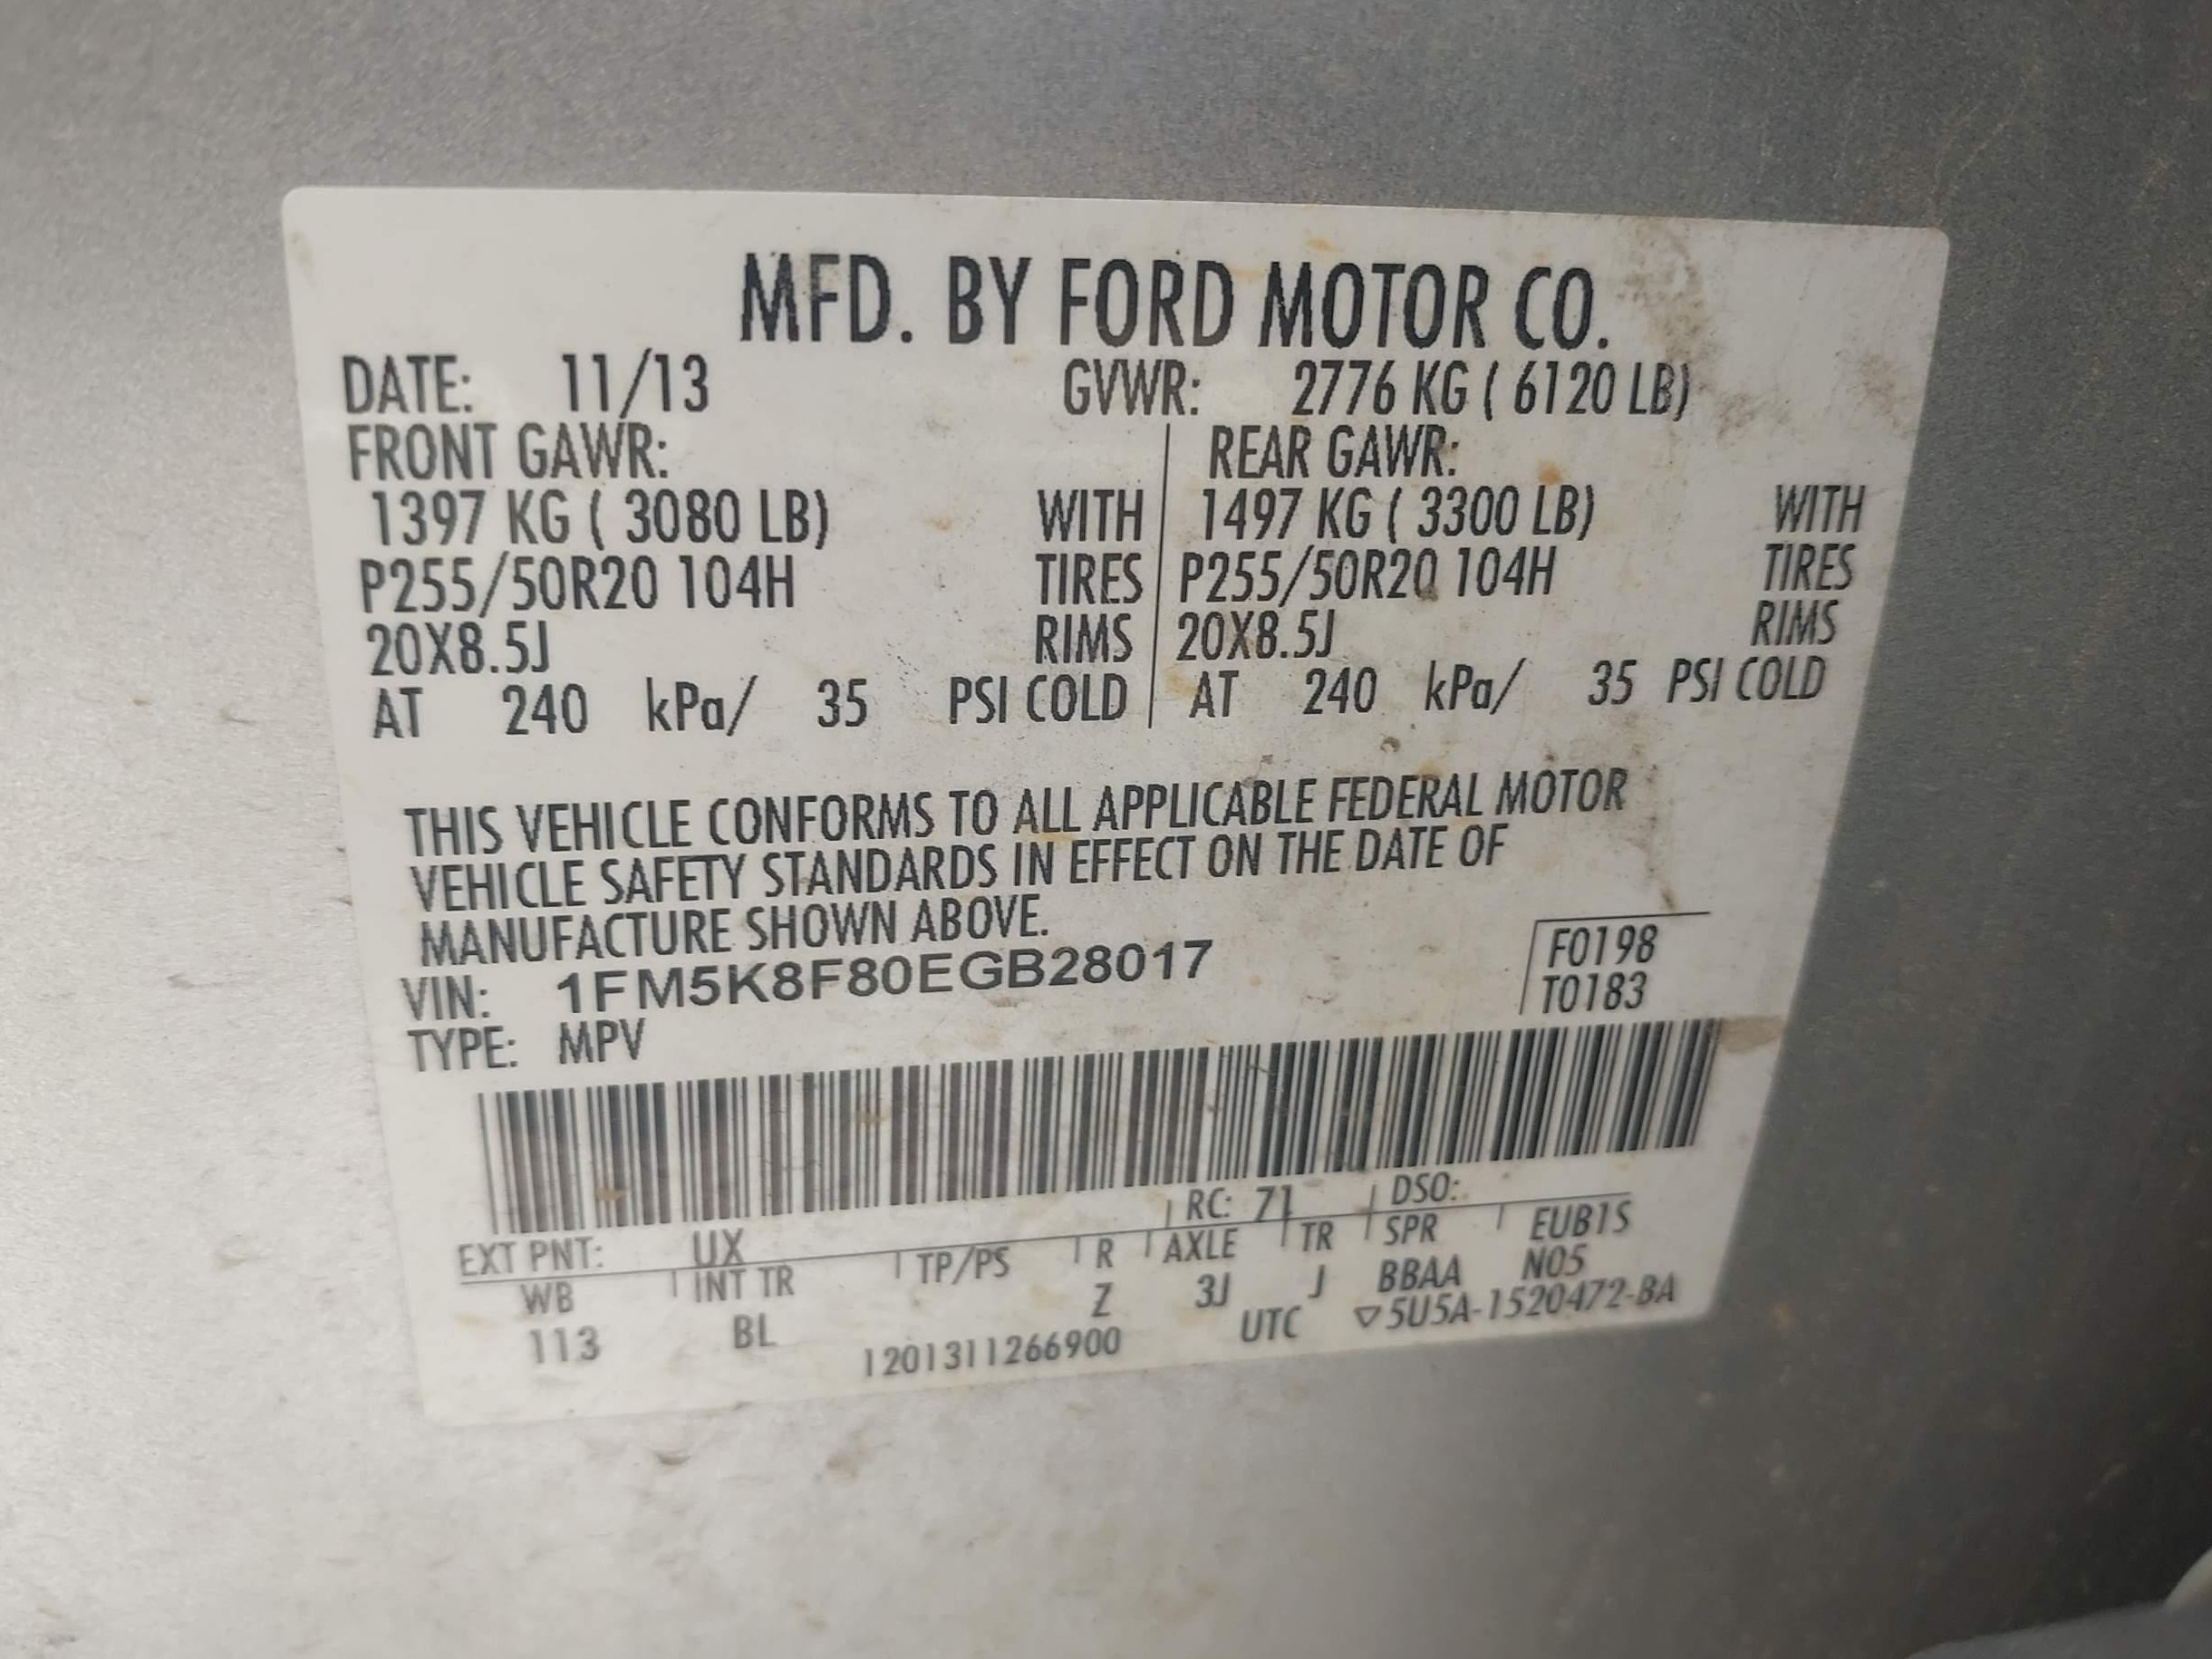 MFD. BY FORD MOTOR CO.
DATE: 11/13 GVWR: 2776 KG ( 6120 LB)
FRONT GAWR: REAR GAWR:
1397 KG ( 3080 LB) WITH 1497 KG ( 3300 LB) WITH
P255/50R20 104H TIRES P255/50R20 104H TIRES
20X8.5J RIMS 20X8.5J RIMS
AT 240 kPa/ 35 PSI COLD AT 240 kPa/ 35 PSI COLD
THIS VEHICLE CONFORMS TO ALL APPLICABLE FEDERAL MOTOR
VEHICLE SAFETY STANDARDS IN EFFECT ON THE DATE OF
MANUFACTURE SHOWN ABOVE.
F0198
VIN: 1FM5K8F80EGB28017
T0183
TYPE: MPV
EXT PNT: UX RC: 71 DSO:
WB INT TR TP/PS R AXLE TR SPR EUB1S
113 BL Z 3J J BBAA N05
1201311266900 UTC ▽5U5A-1520472-BA